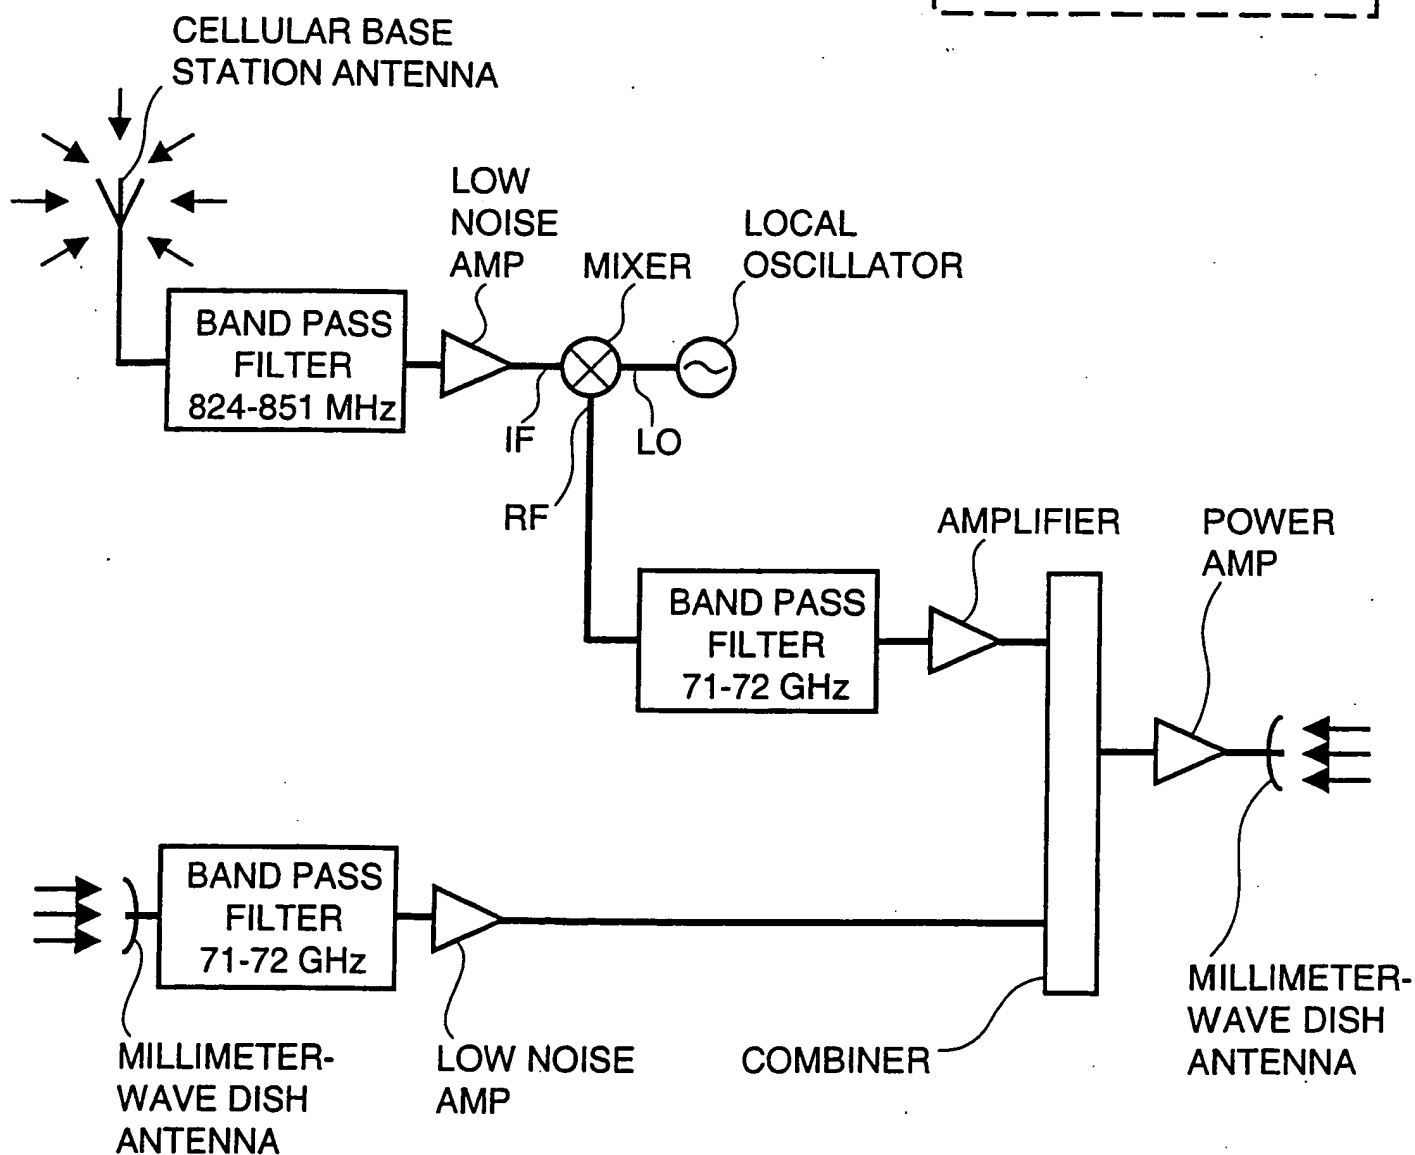 CELLULAR BASE
STATION ANTENNA
LOW
NOISE
AMP
MIXER
LOCAL
OSCILLATOR
BAND PASS
FILTER
824-851 MHz
IF
LO
RF
AMPLIFIER
POWER
AMP
BAND PASS
FILTER
71-72 GHz
BAND PASS
FILTER
71-72 GHz
MILLIMETER-
WAVE DISH
ANTENNA
LOW NOISE
AMP
COMBINER
MILLIMETER-
WAVE DISH
ANTENNA